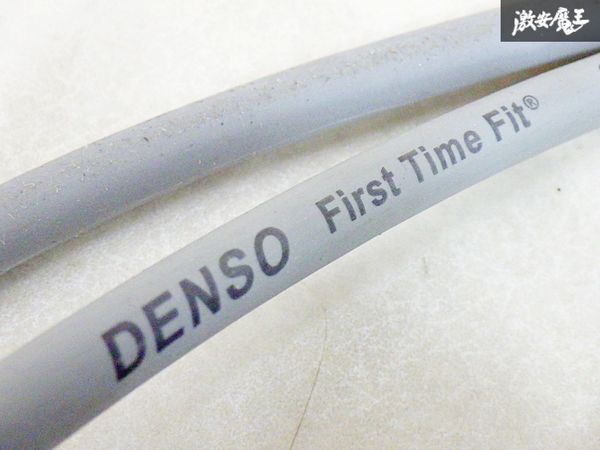 激安魔王
DENSO First Time Fit®